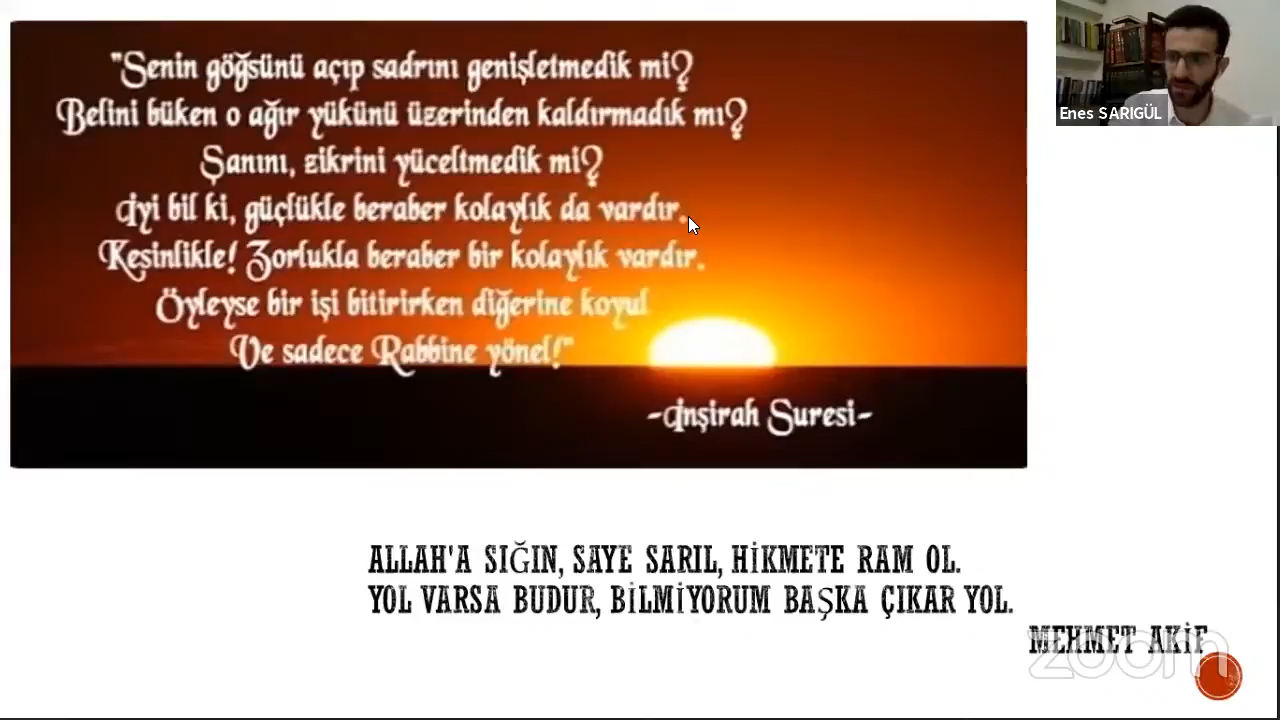 "Senin göğsünü açıp sadrını genişletmedik mi?
Belini büken o ağır yükünü üzerinden kaldırmadık mı?
Şanını, zikrini yüceltmedik mi?
İyi bil ki, güçlükle beraber kolaylık da vardır.
Kesinlikle! Zorlukla beraber bir kolaylık vardır.
Öyleyse bir işi bitirirken diğerine koyul
Ve sadece Rabbine yönel!"
-İnşirah Suresi-
Enes SARIGÜL
ALLAH'A SIĞIN, SAYE SARIL, HİKMETE RAM OL.
YOL VARSA BUDUR, BİLMİYORUM BAŞKA ÇIKAR YOL.
MEHMET AKİF
zoom